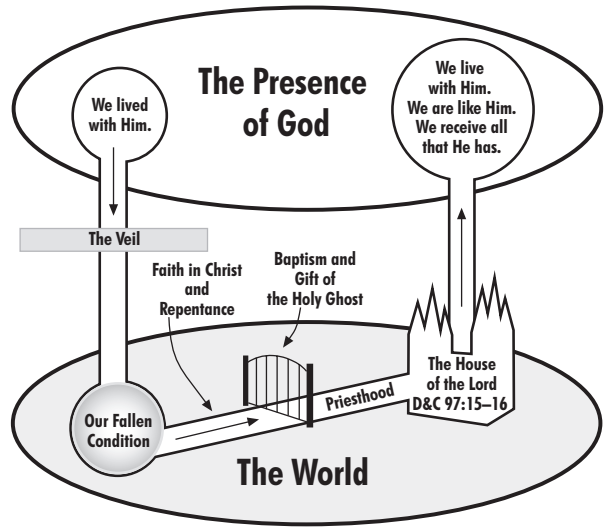 The Presence
of God
We lived
with Him.
We live
with Him.
We are like Him.
We receive all
that He has.
The Veil
Faith in Christ
and
Repentance
Baptism and
Gift of
the Holy Ghost
Our Fallen
Condition
Priesthood
The House
of the Lord
D&C 97:15–16
The World